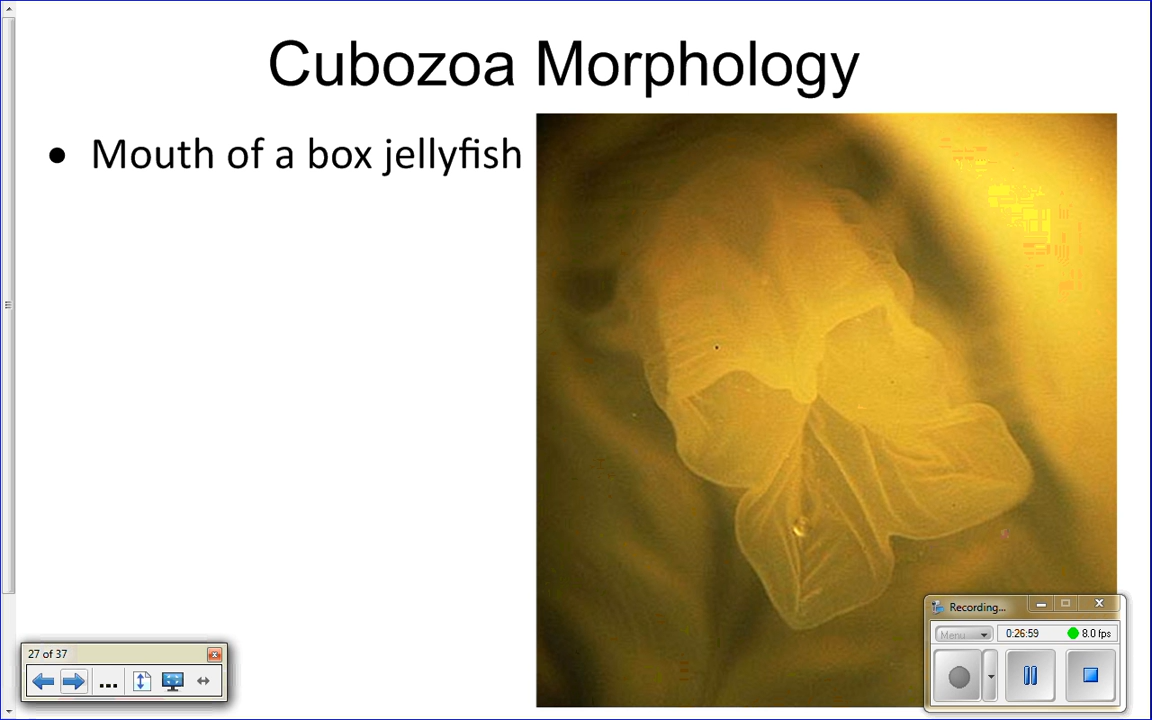 Cubozoa Morphology
• Mouth of a box jellyfish
27 of 37
...
Recording...
Menu
0:26:59
8.0 fps